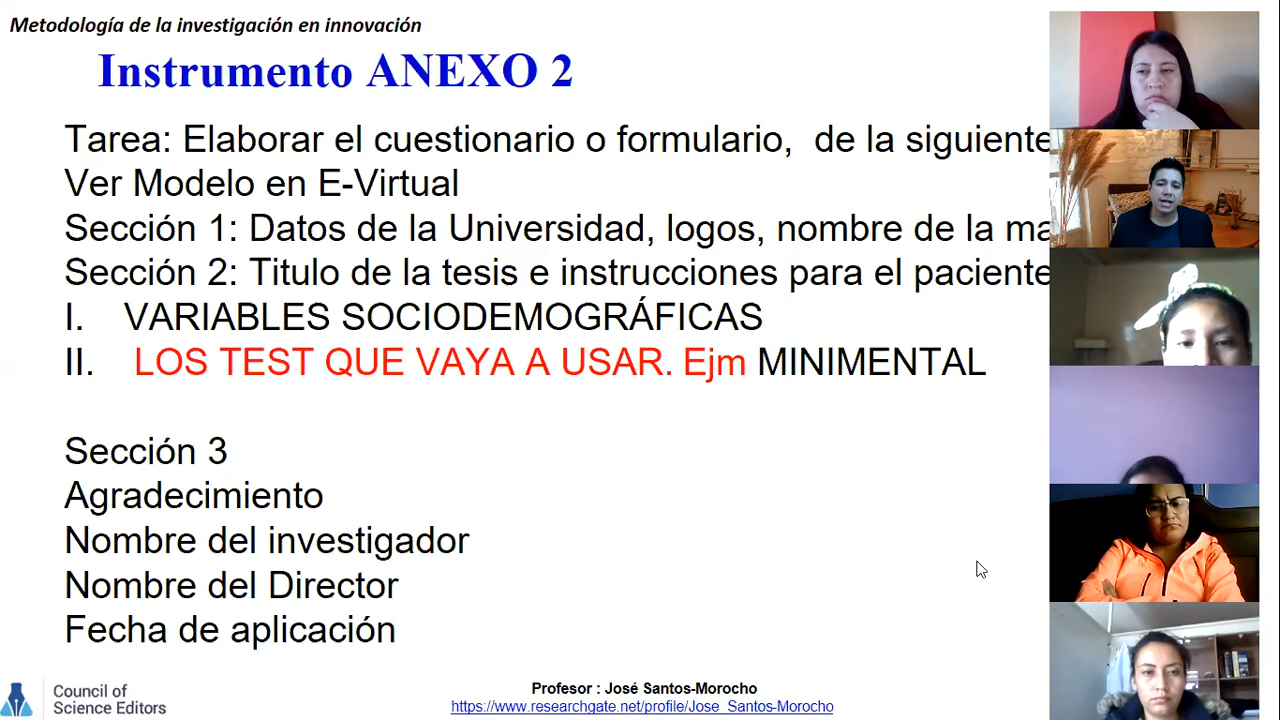 Metodología de la investigación en innovación
Instrumento ANEXO 2
Tarea: Elaborar el cuestionario o formulario, de la siguiente
Ver Modelo en E-Virtual
Sección 1: Datos de la Universidad, logos, nombre de la ma
Sección 2: Titulo de la tesis e instrucciones para el paciente
I. VARIABLES SOCIODEMOGRÁFICAS
II. LOS TEST QUE VAYA A USAR. Ejm MINIMENTAL
Sección 3
Agradecimiento
Nombre del investigador
Nombre del Director
Fecha de aplicación
Council of
Science Editors
Profesor : José Santos-Morocho
https://www.researchgate.net/profile/Jose_Santos-Morocho